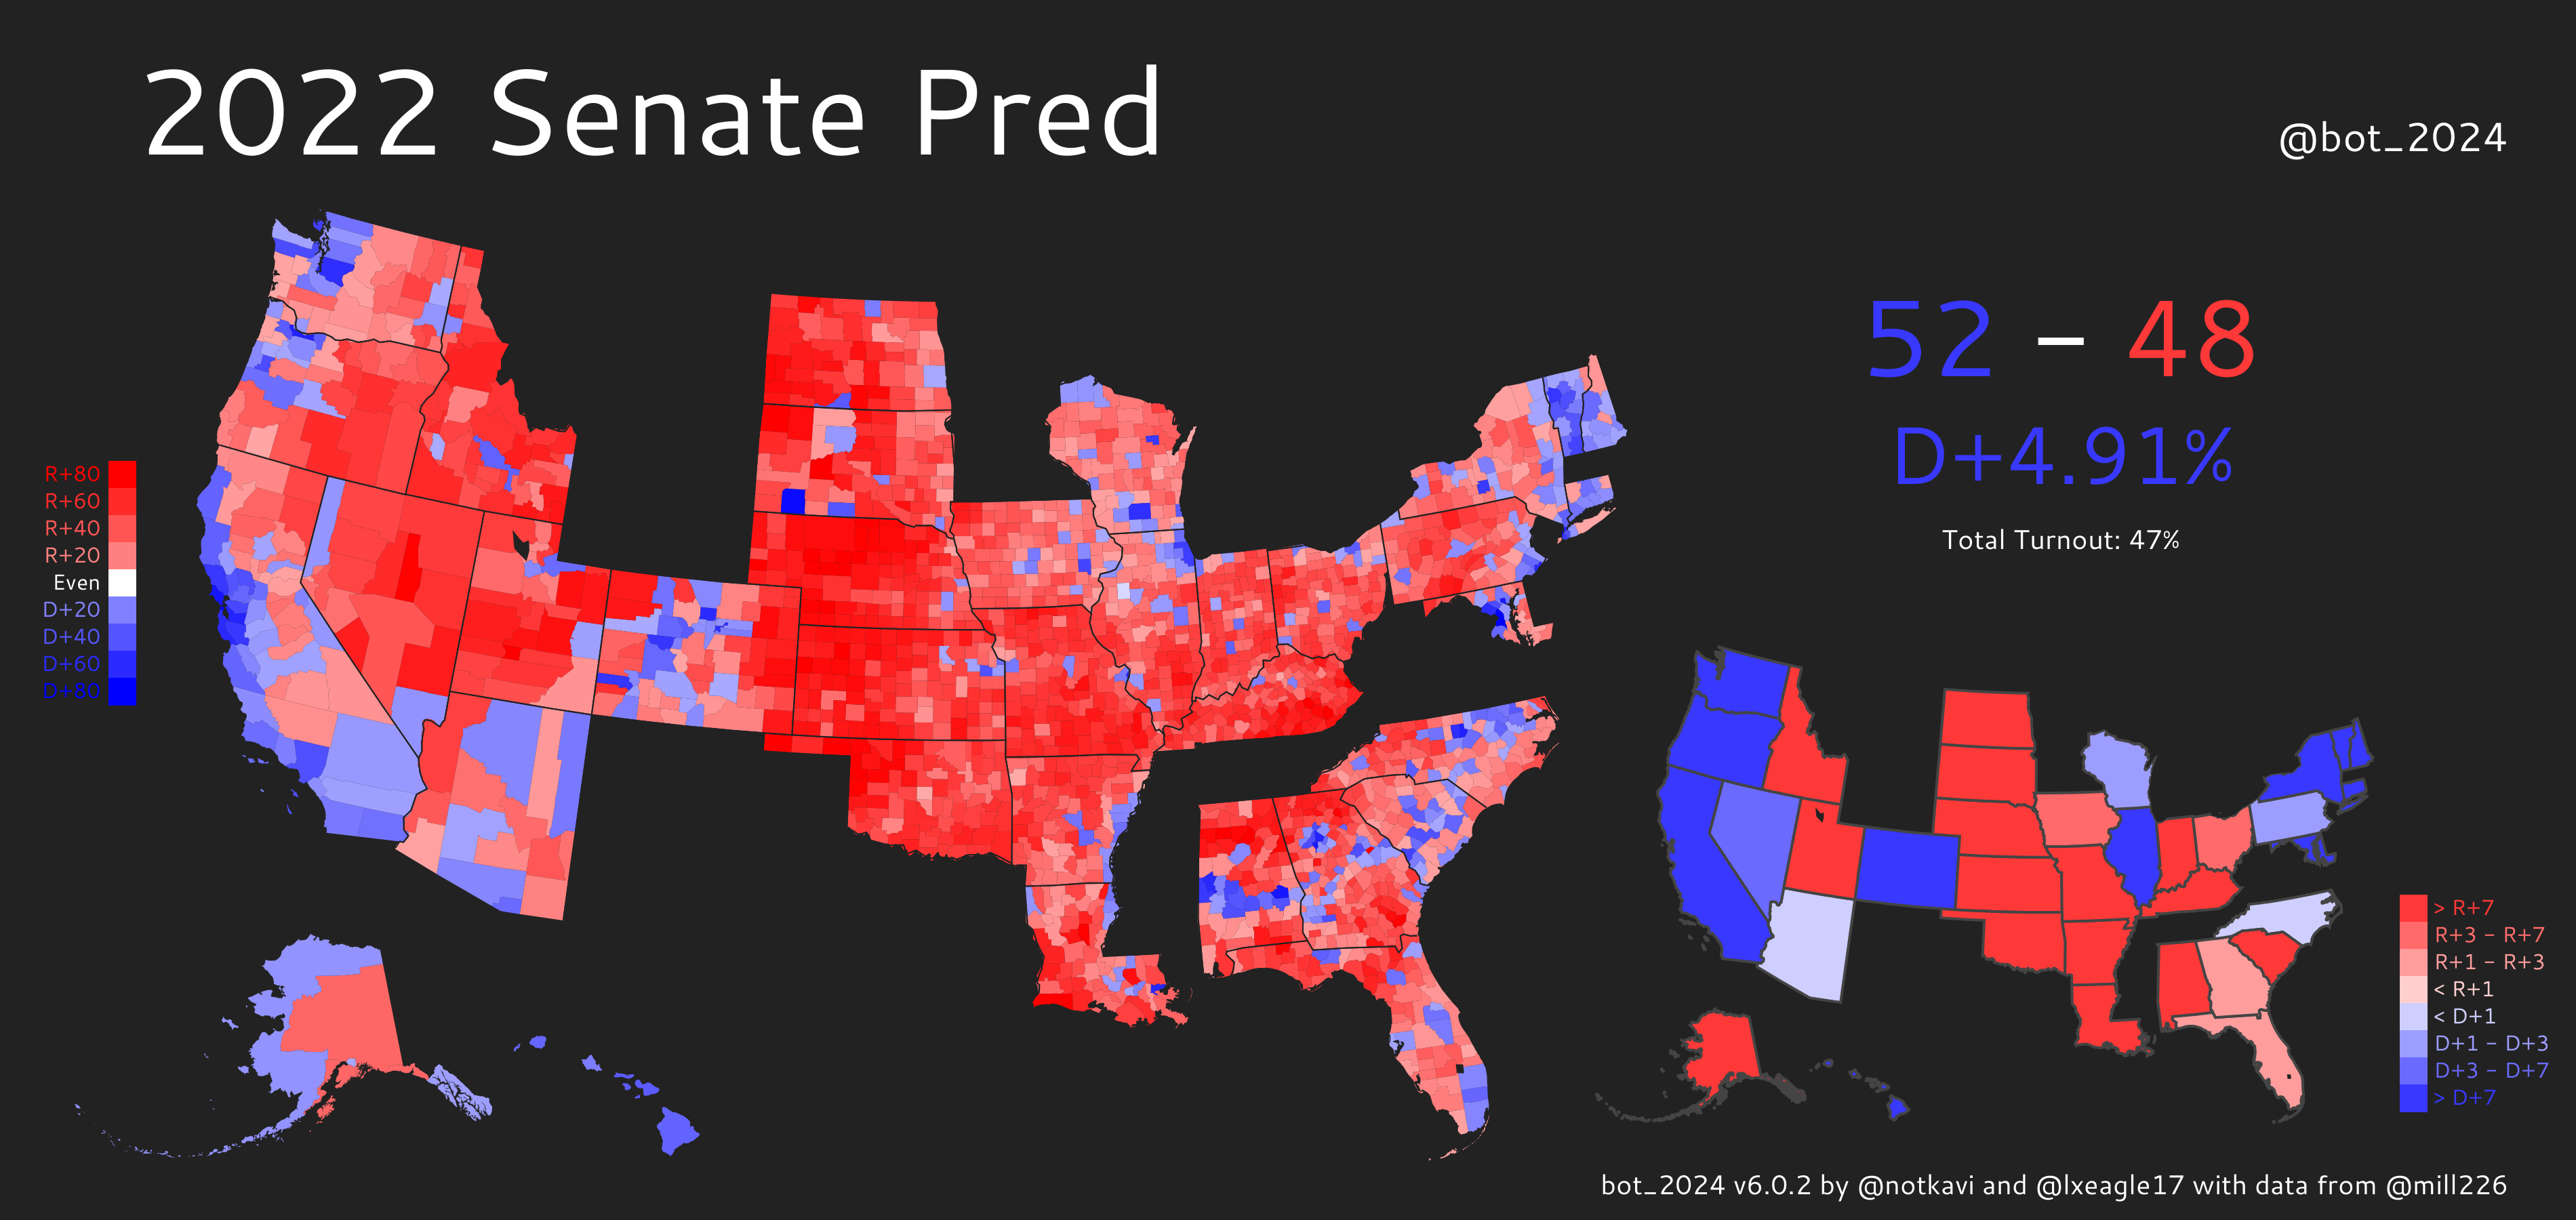 2022 Senate Pred
@bot_2024
52 - 48
D+4.91%
Total Turnout: 47%
R+80
R+60
R+40
R+20
Even
D+20
D+40
D+60
D+80
> R+7
R+3 - R+7
R+1 - R+3
< R+1
< D+1
D+1 - D+3
D+3 - D+7
> D+7
bot_2024 v6.0.2 by @notkavi and @lxeagle17 with data from @mill226